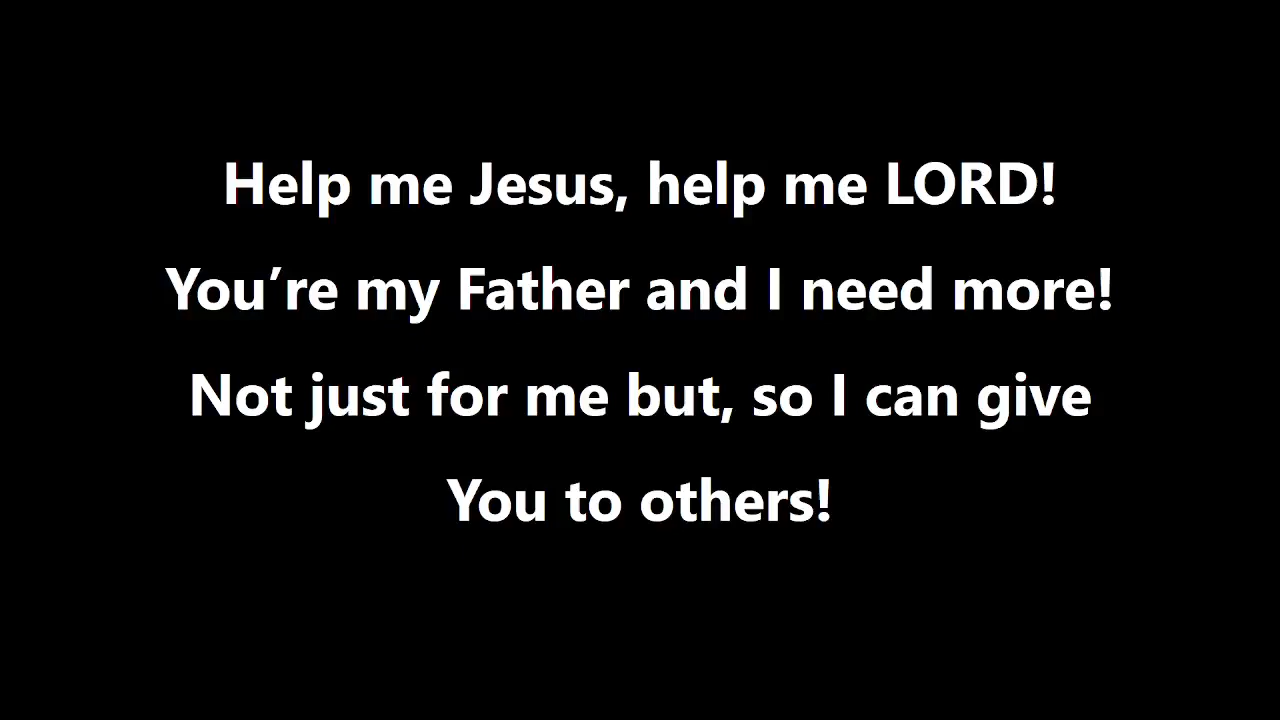 Help me Jesus, help me LORD!
You’re my Father and I need more!
Not just for me but, so I can give
You to others!